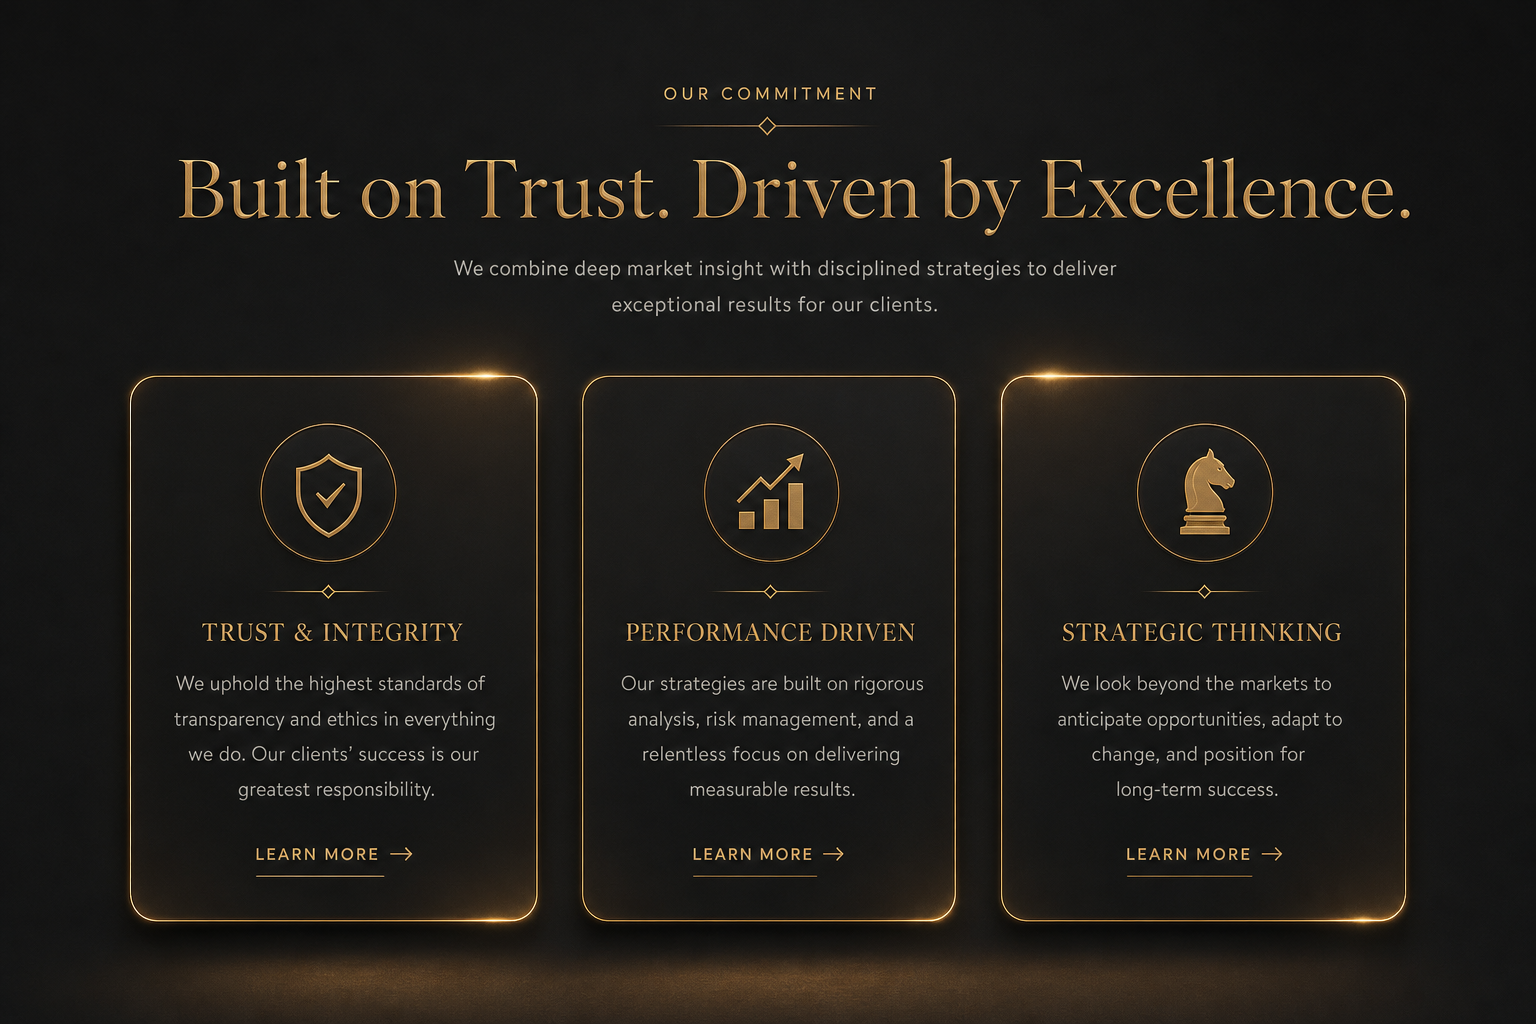 OUR COMMITMENT
Built on Trust. Driven by Excellence.
We combine deep market insight with disciplined strategies to deliver
exceptional results for our clients.
TRUST & INTEGRITY
We uphold the highest standards of
transparency and ethics in everything
we do. Our clients’ success is our
greatest responsibility.
LEARN MORE →
PERFORMANCE DRIVEN
Our strategies are built on rigorous
analysis, risk management, and a
relentless focus on delivering
measurable results.
LEARN MORE →
STRATEGIC THINKING
We look beyond the markets to
anticipate opportunities, adapt to
change, and position for
long-term success.
LEARN MORE →